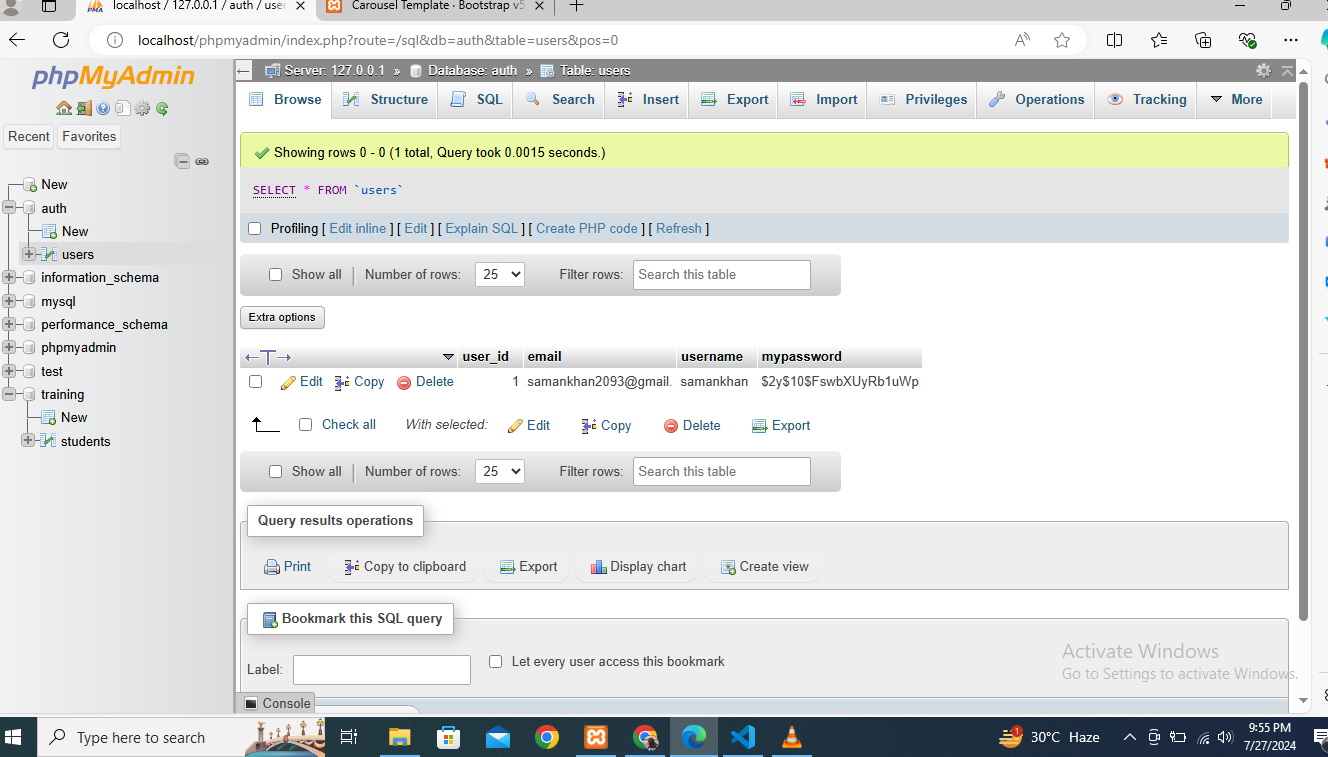 localhost / 127.0.0.1 / auth / user
Carousel Template · Bootstrap v5
localhost/phpmyadmin/index.php?route=/sql&db=auth&table=users&pos=0
phpMyAdmin
Recent
Favorites
New
auth
New
users
information_schema
mysql
performance_schema
phpmyadmin
test
training
New
students
Server: 127.0.0.1 » Database: auth » Table: users
Browse Structure SQL Search Insert Export Import Privileges Operations Tracking More
Showing rows 0 - 0 (1 total, Query took 0.0015 seconds.)
SELECT * FROM `users`
Profiling [ Edit inline ] [ Edit ] [ Explain SQL ] [ Create PHP code ] [ Refresh ]
Show all Number of rows: 25 Filter rows: Search this table
Extra options
user_id email username mypassword
Edit Copy Delete 1 samankhan2093@gmail. samankhan $2y$10$FswbXUyRb1uWp
Check all With selected: Edit Copy Delete Export
Show all Number of rows: 25 Filter rows: Search this table
Query results operations
Print Copy to clipboard Export Display chart Create view
Bookmark this SQL query
Label: Let every user access this bookmark
Activate Windows
Go to Settings to activate Windows.
Console
Type here to search
1
30°C Haze
9:55 PM
7/27/2024